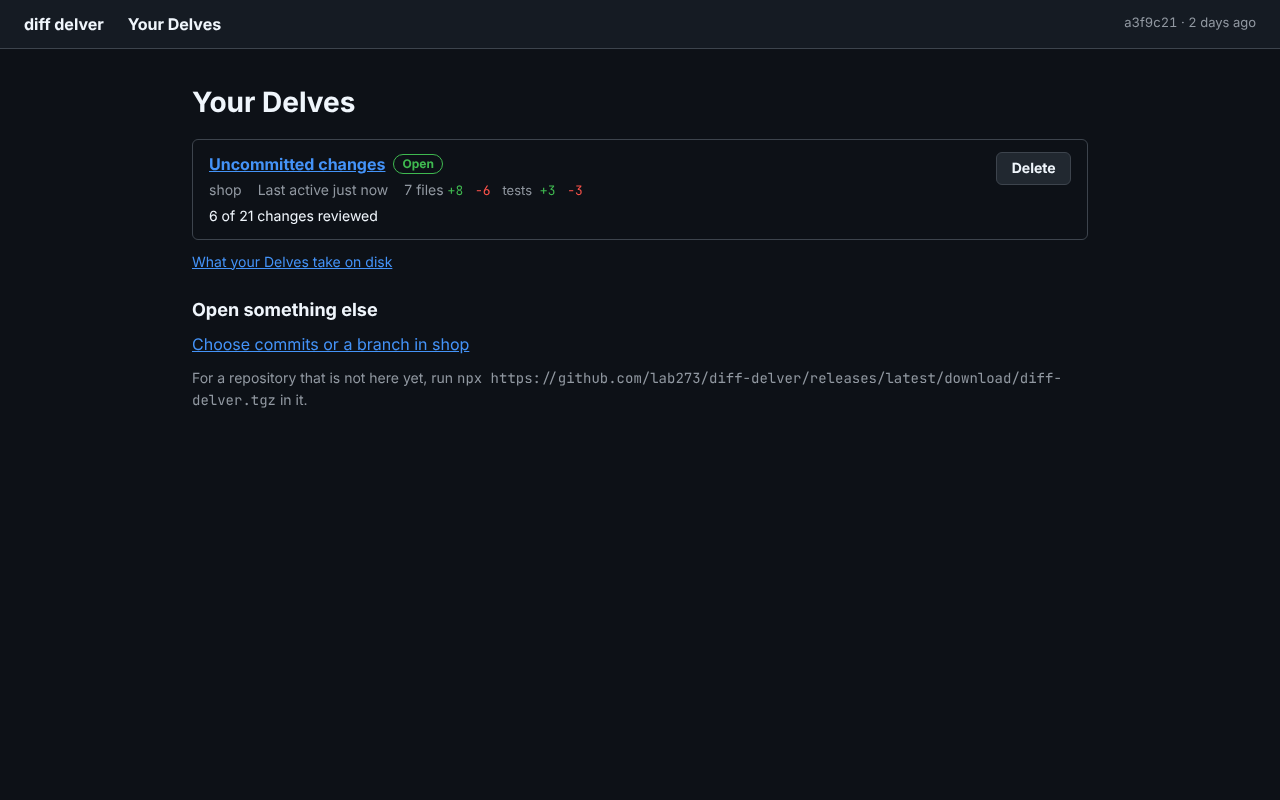 diff delver Your Delves a3f9c21 · 2 days ago
Your Delves
Uncommitted changes Open Delete
shop Last active just now 7 files +8 -6 tests +3 -3
6 of 21 changes reviewed
What your Delves take on disk
Open something else
Choose commits or a branch in shop
For a repository that is not here yet, run npx https://github.com/lab273/diff-delver/releases/latest/download/diff-
delver.tgz in it.